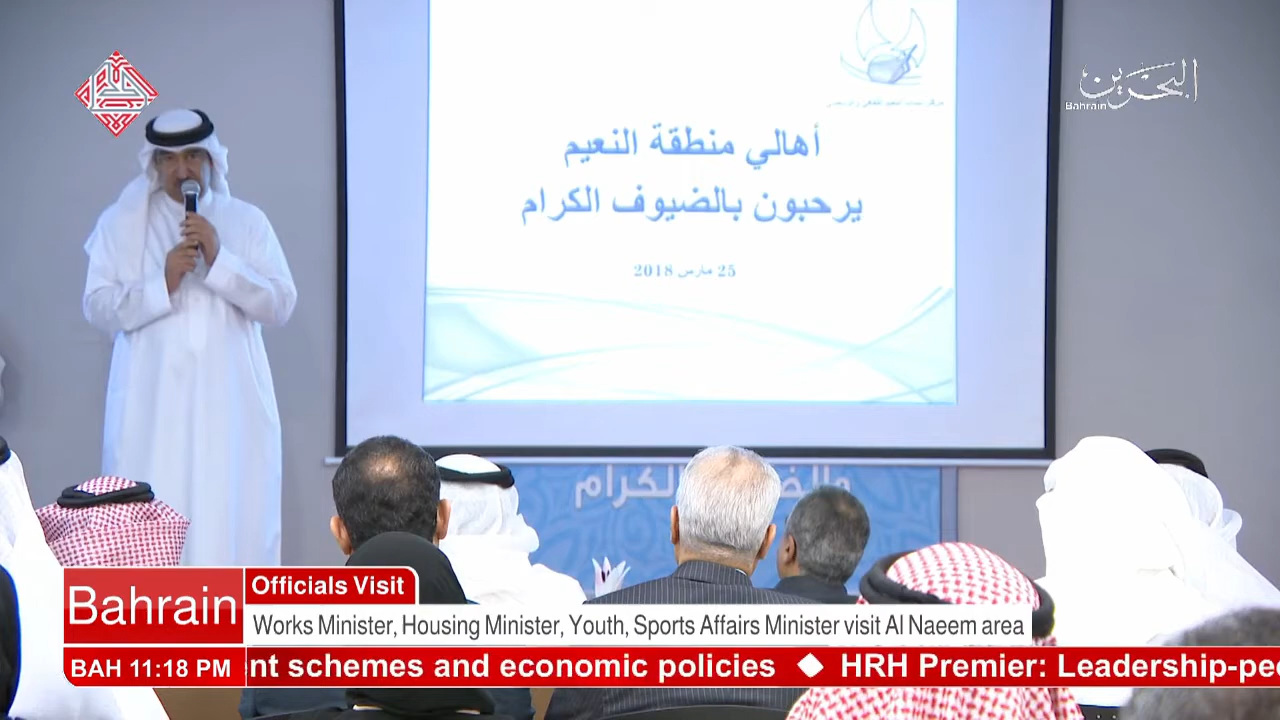 البحرين
Bahrain
أهالي منطقة النعيم
يرحبون بالضيوف الكرام
25 مارس 2018
الكرام
Bahrain
Officials Visit
Works Minister, Housing Minister, Youth, Sports Affairs Minister visit Al Naeem area
BAH 11:18 PM
nt schemes and economic policies ◆ HRH Premier: Leadership-peo